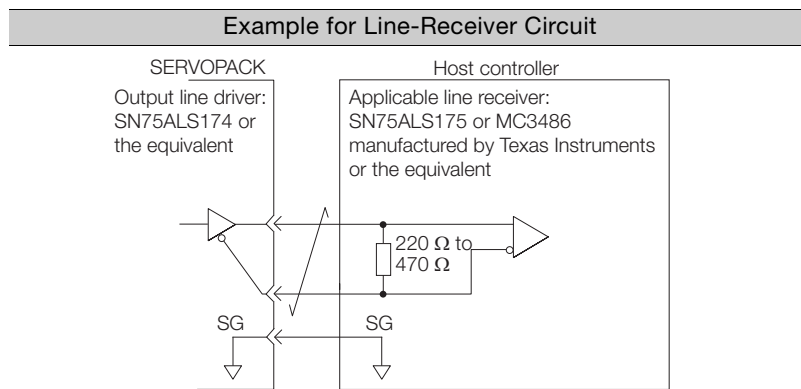 Example for Line-Receiver Circuit
SERVOPACK
Host controller
Output line driver:
SN75ALS174 or
the equivalent
Applicable line receiver:
SN75ALS175 or MC3486
manufactured by Texas Instruments
or the equivalent
220 Ω to
470 Ω
SG
SG